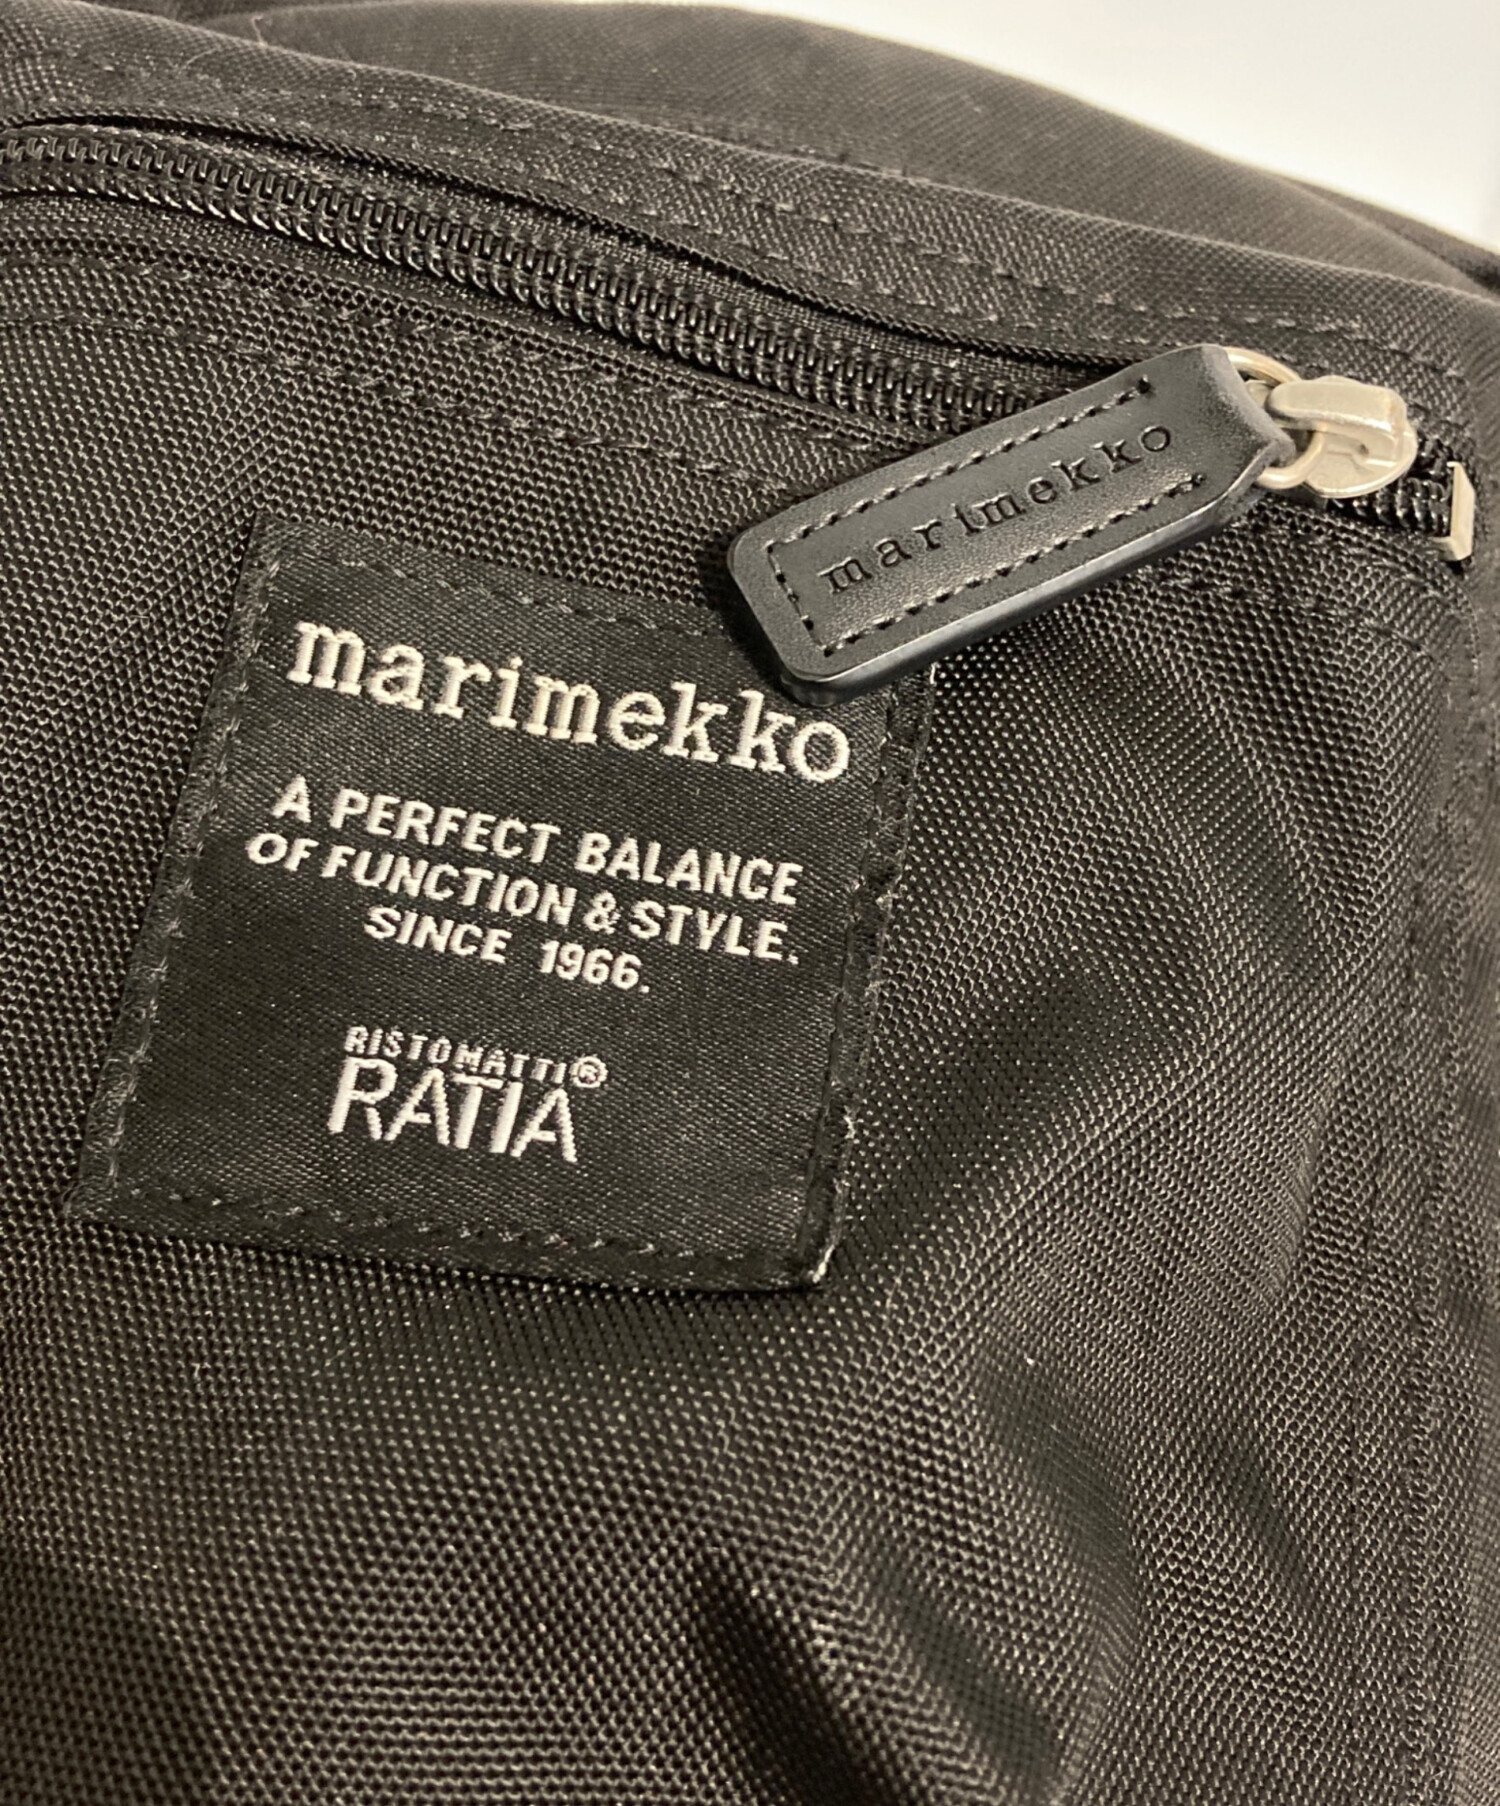 marimekko
marimekko
A PERFECT BALANCE
OF FUNCTION & STYLE.
SINCE 1966.
RISTOMATTI®
RATIA